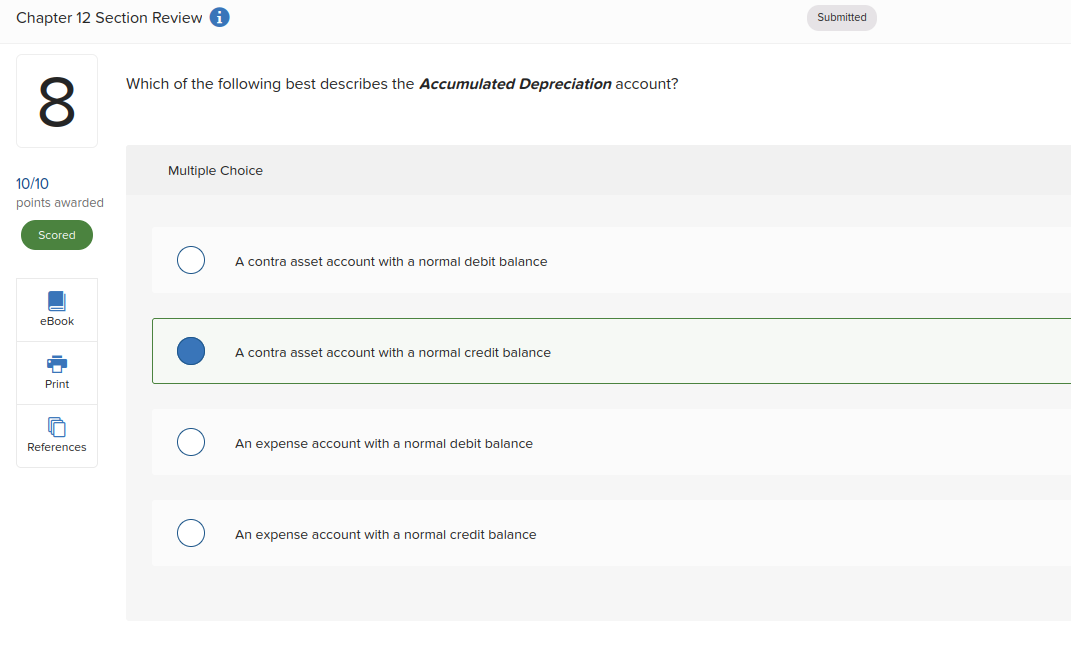 Chapter 12 Section Review
Submitted
8
Which of the following best describes the Accumulated Depreciation account?
10/10
points awarded
Scored
eBook
Print
References
Multiple Choice
A contra asset account with a normal debit balance
A contra asset account with a normal credit balance
An expense account with a normal debit balance
An expense account with a normal credit balance